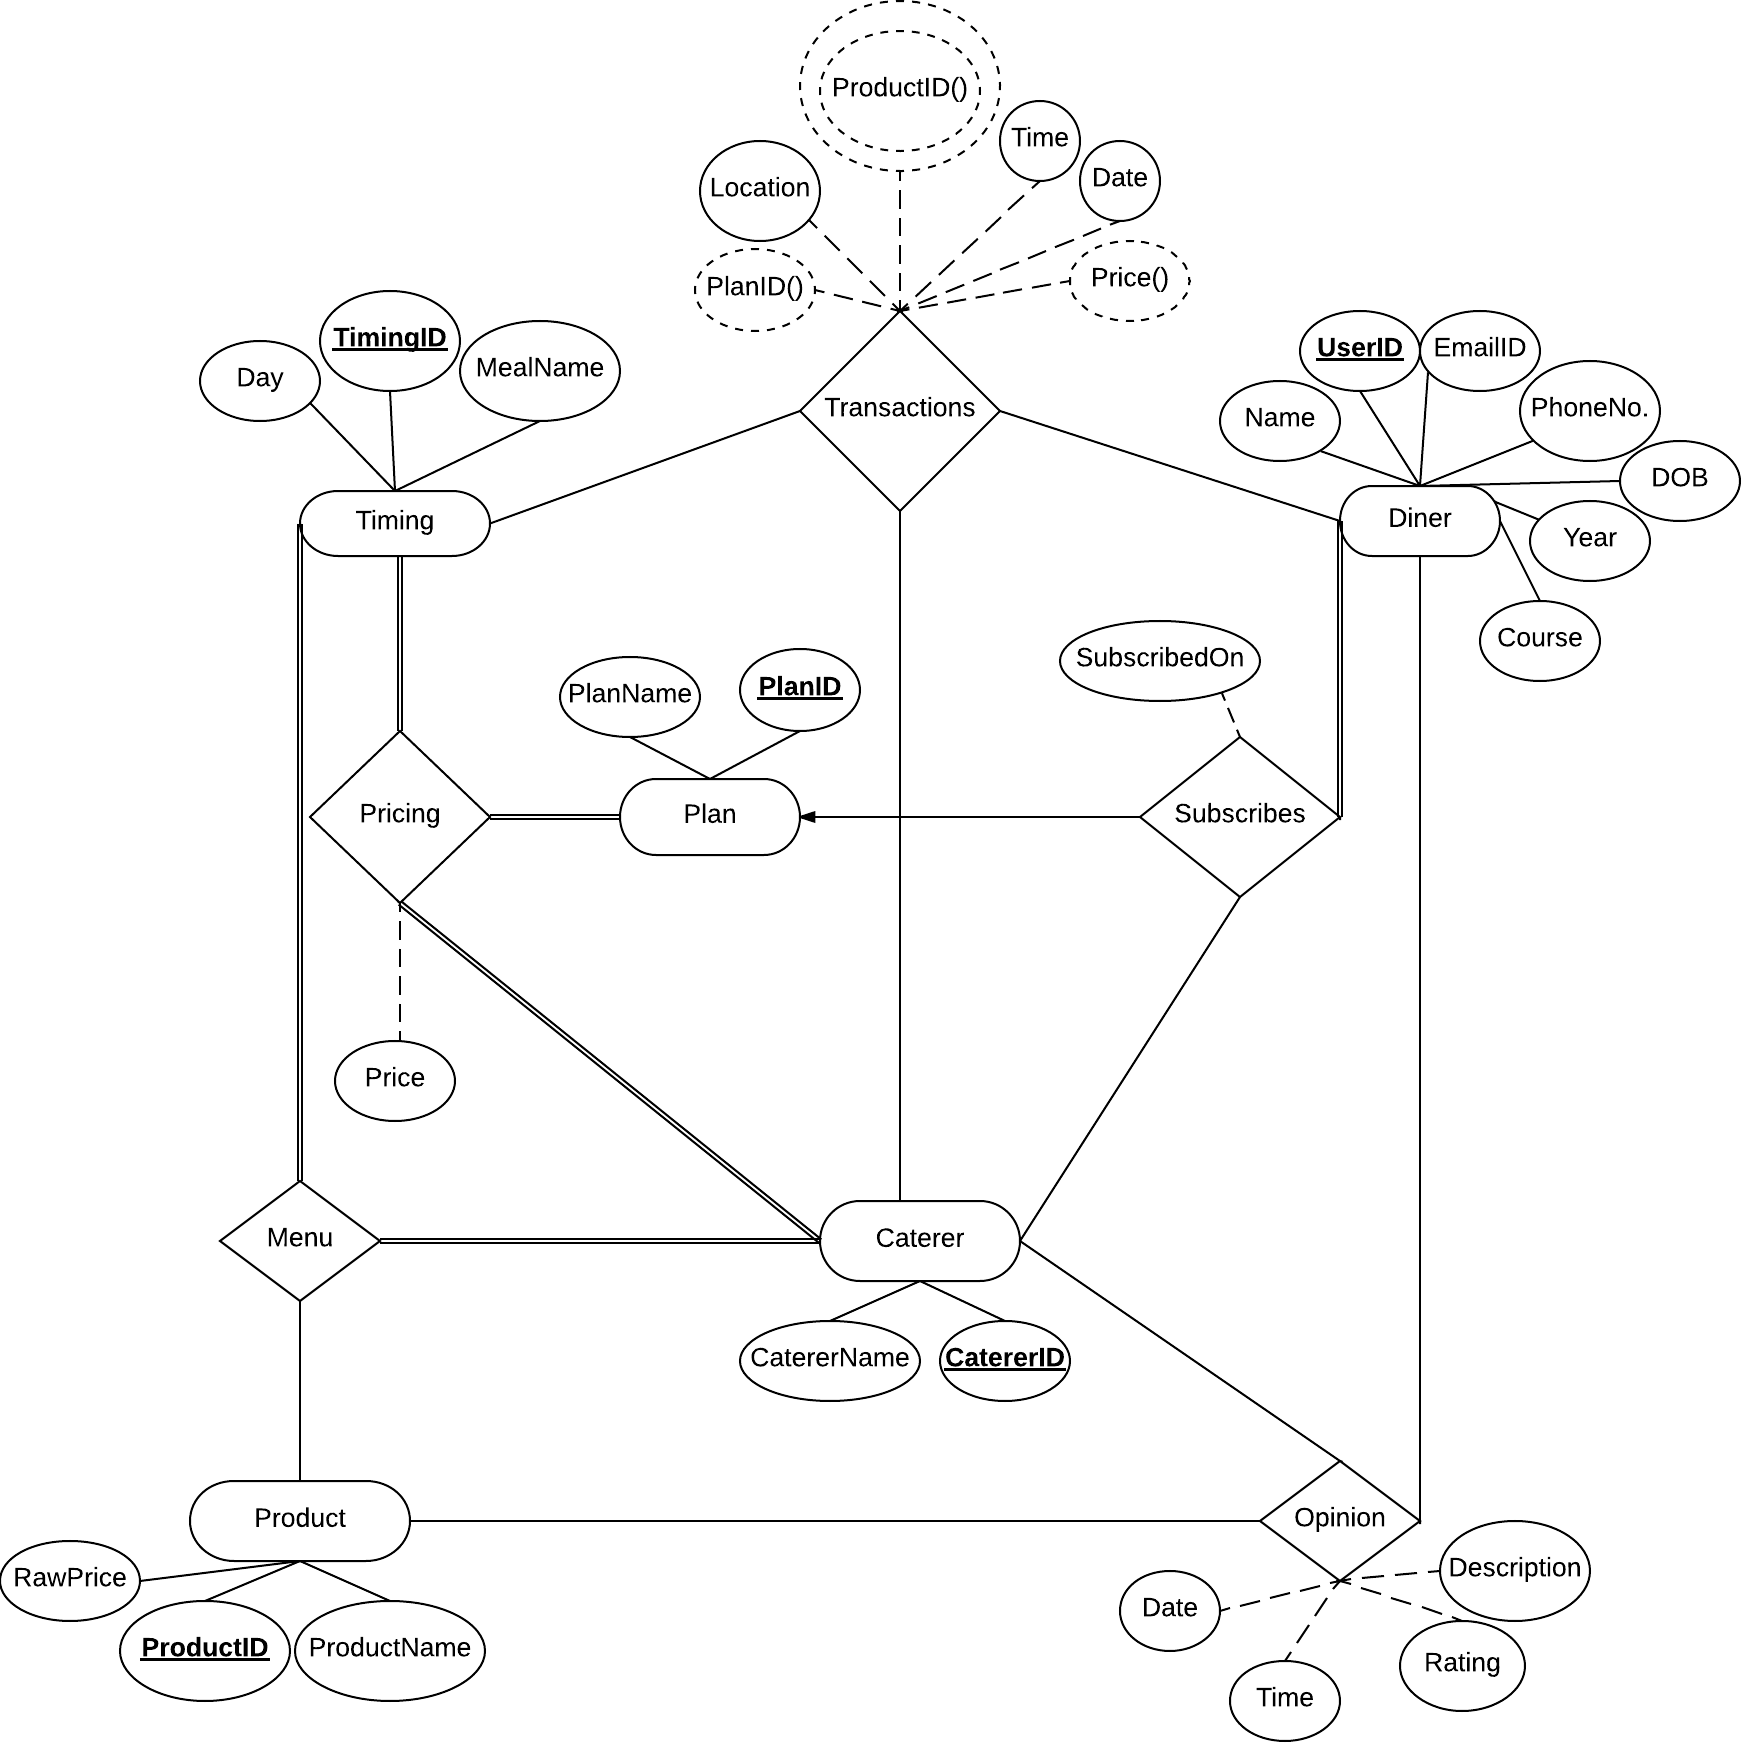 ProductID()
Time
Date
Location
PlanID()
Price()
TimingID
Day
MealName
UserID
EmailID
Name
PhoneNo.
DOB
Transactions
Timing
Diner
Year
Course
SubscribedOn
PlanName
PlanID
Pricing
Plan
Subscribes
Price
Menu
Caterer
CatererName
CatererID
Product
Opinion
RawPrice
Description
Date
ProductID
ProductName
Rating
Time